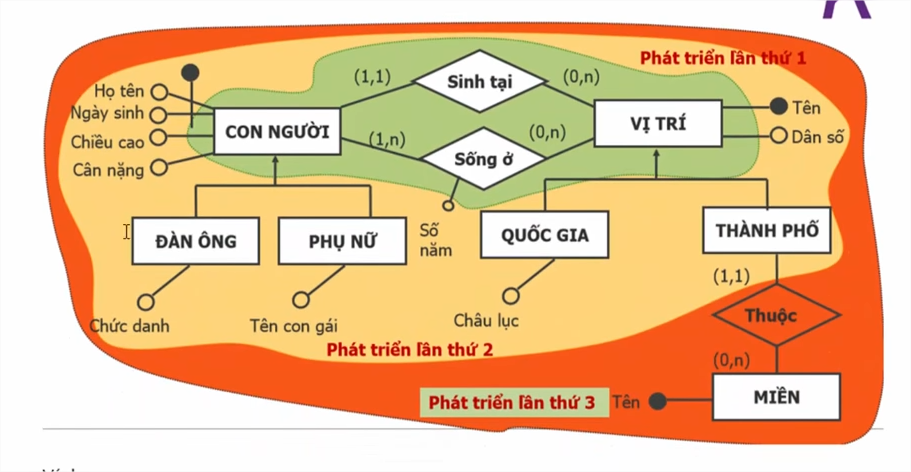 Phát triển lần thứ 1
Họ tên
Ngày sinh
Chiều cao
Cân nặng
CON NGƯỜI
(1,1)
Sinh tại
(0,n)
VỊ TRÍ
Tên
Dân số
(1,n)
Sống ở
(0,n)
Số
năm
ĐÀN ÔNG
PHỤ NỮ
QUỐC GIA
THÀNH PHỐ
Chức danh
Tên con gái
Châu lục
(1,1)
Thuộc
Phát triển lần thứ 2
(0,n)
Phát triển lần thứ 3
Tên
MIỀN